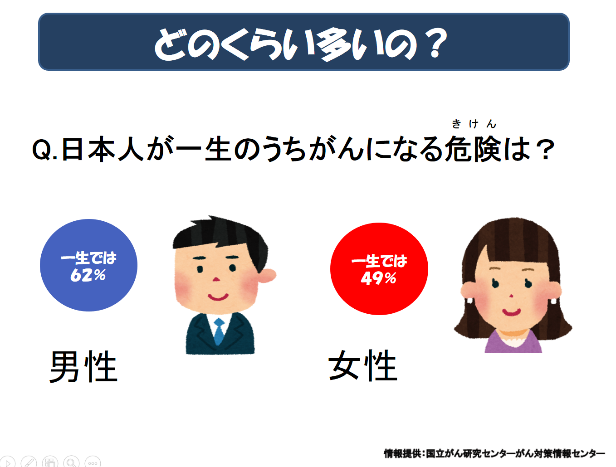 どのくらい多いの？
きけん
Q.日本人が一生のうちがんになる危険は？
一生では
62%
一生では
49%
男性
女性
情報提供：国立がん研究センターがん対策情報センター